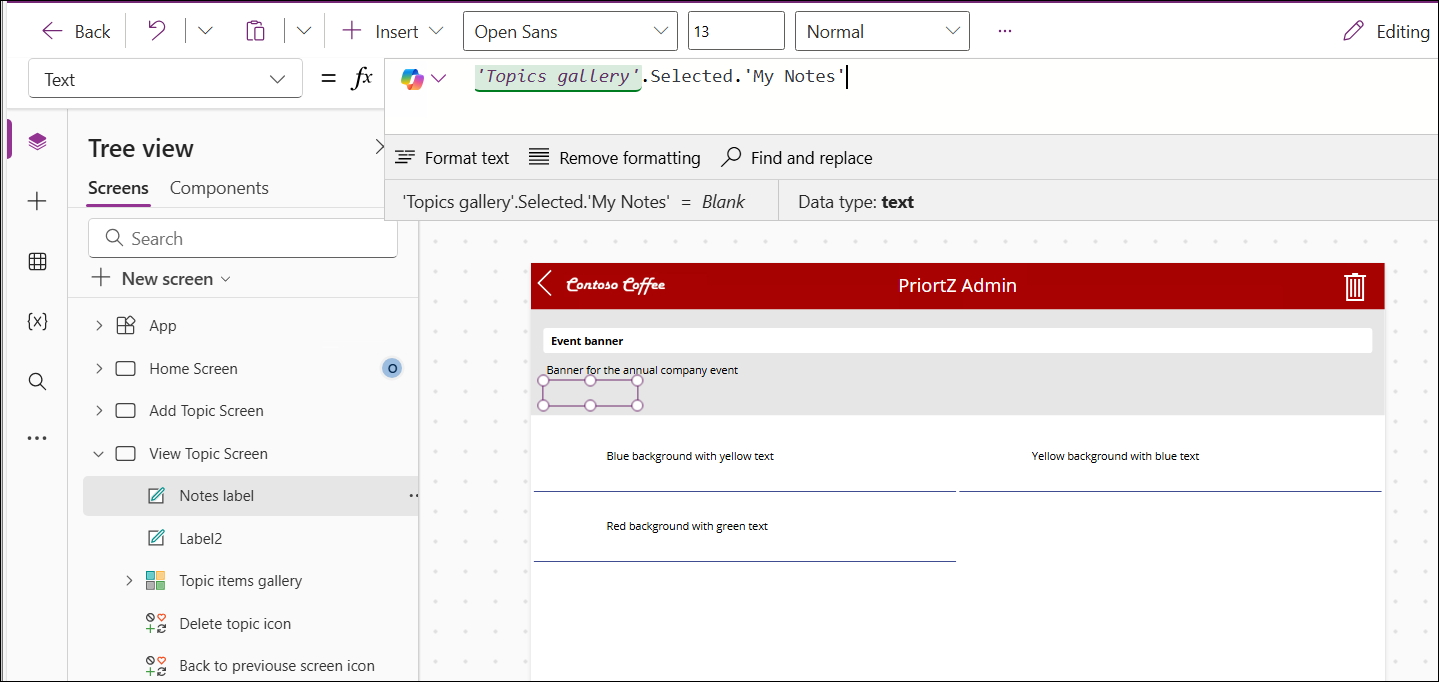 Back
Insert
Open Sans
13
Normal
...
Editing
Text
= fx
'Topics gallery'.Selected.'My Notes'
Tree view
Format text
Remove formatting
Find and replace
Screens
Components
'Topics gallery'.Selected.'My Notes' = Blank
Data type: text
Search
New screen
{x}
App
Home Screen
Add Topic Screen
View Topic Screen
Notes label
Label2
Topic items gallery
Delete topic icon
Back to previouse screen icon
Contoso Coffee
PriortZ Admin
Event banner
Banner for the annual company event
Blue background with yellow text
Yellow background with blue text
Red background with green text